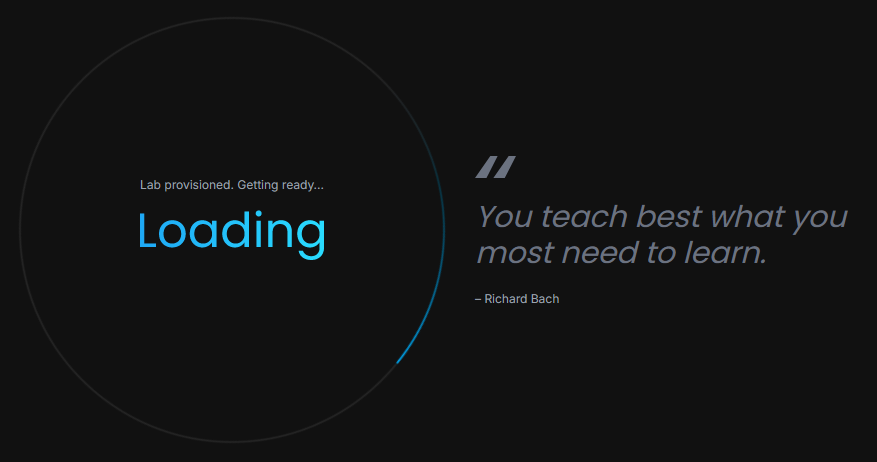 Lab provisioned. Getting ready...
Loading
You teach best what you
most need to learn.
– Richard Bach